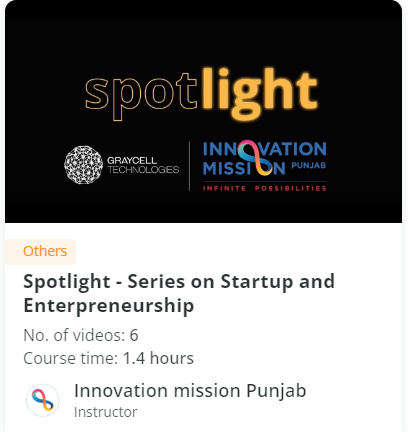 spotlight
GRAYCELL
TECHNOLOGIES
INNOVATION
MISSION PUNJAB
INFINITE POSSIBILITIES
Others
Spotlight - Series on Startup and
Enterpreneurship
No. of videos: 6
Course time: 1.4 hours
Innovation mission Punjab
Instructor